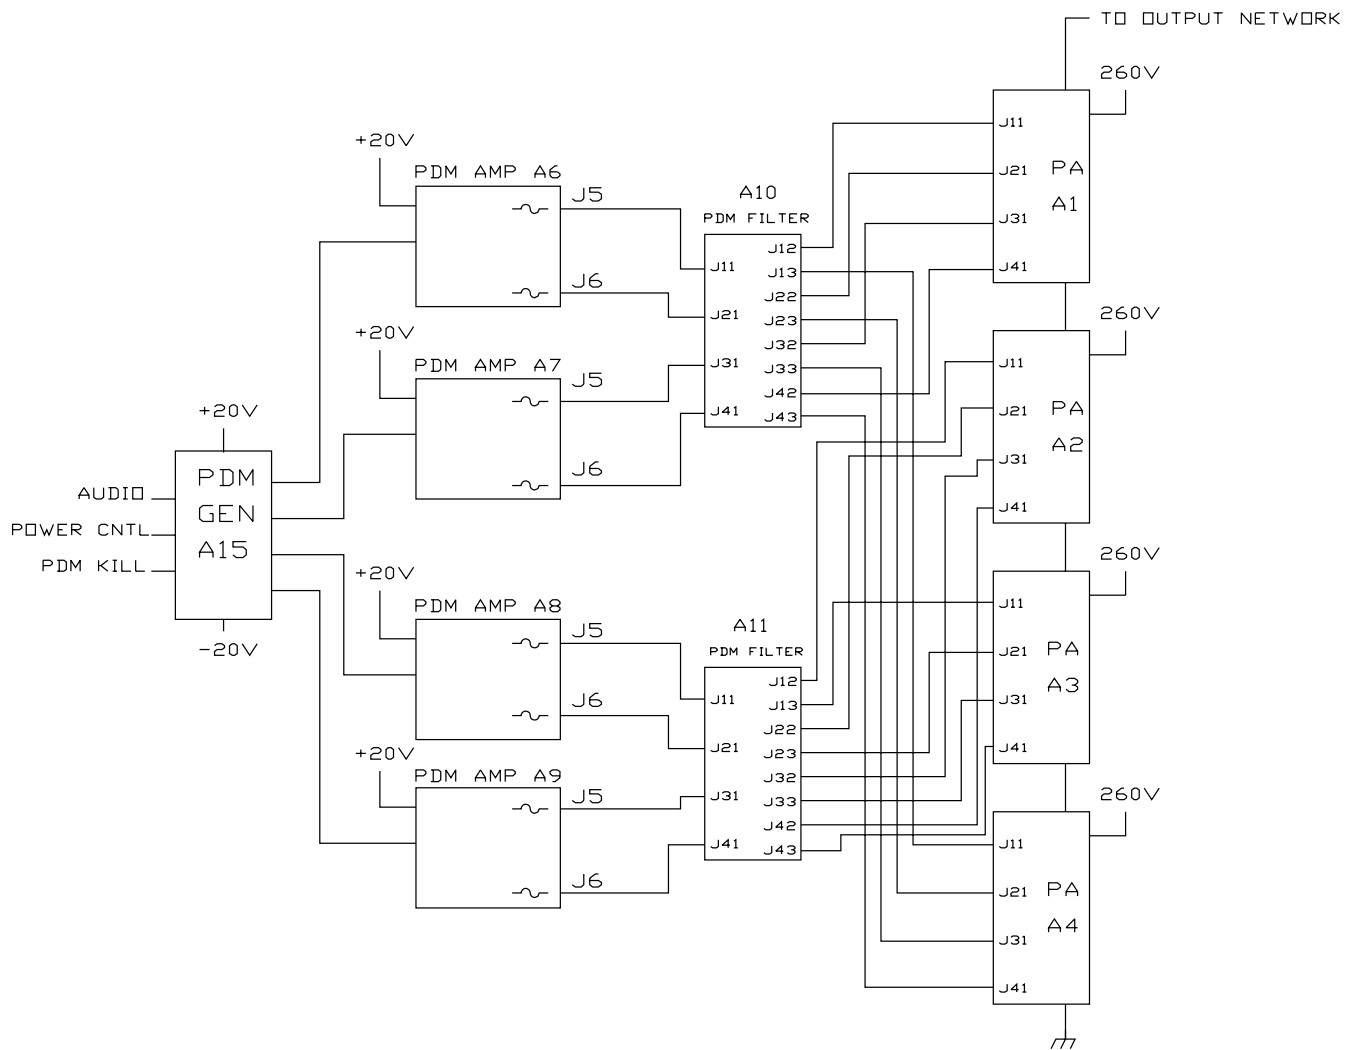 TO OUTPUT NETWORK
260V
J11
J21
PA
A1
J31
J41
+20V
PDM AMP A6
J5
J6
A10
PDM FILTER
J11
J21
J31
J41
J12
J13
J22
J23
J32
J33
J42
J43
+20V
PDM AMP A7
J5
J6
260V
J11
J21
PA
A2
J31
J41
+20V
PDM
GEN
A15
AUDIO
POWER CNTL
PDM KILL
-20V
+20V
PDM AMP A8
J5
J6
A11
PDM FILTER
J11
J21
J31
J41
J12
J13
J22
J23
J32
J33
J42
J43
260V
J11
J21
PA
A3
J31
J41
+20V
PDM AMP A9
J5
J6
260V
J11
J21
PA
A4
J31
J41